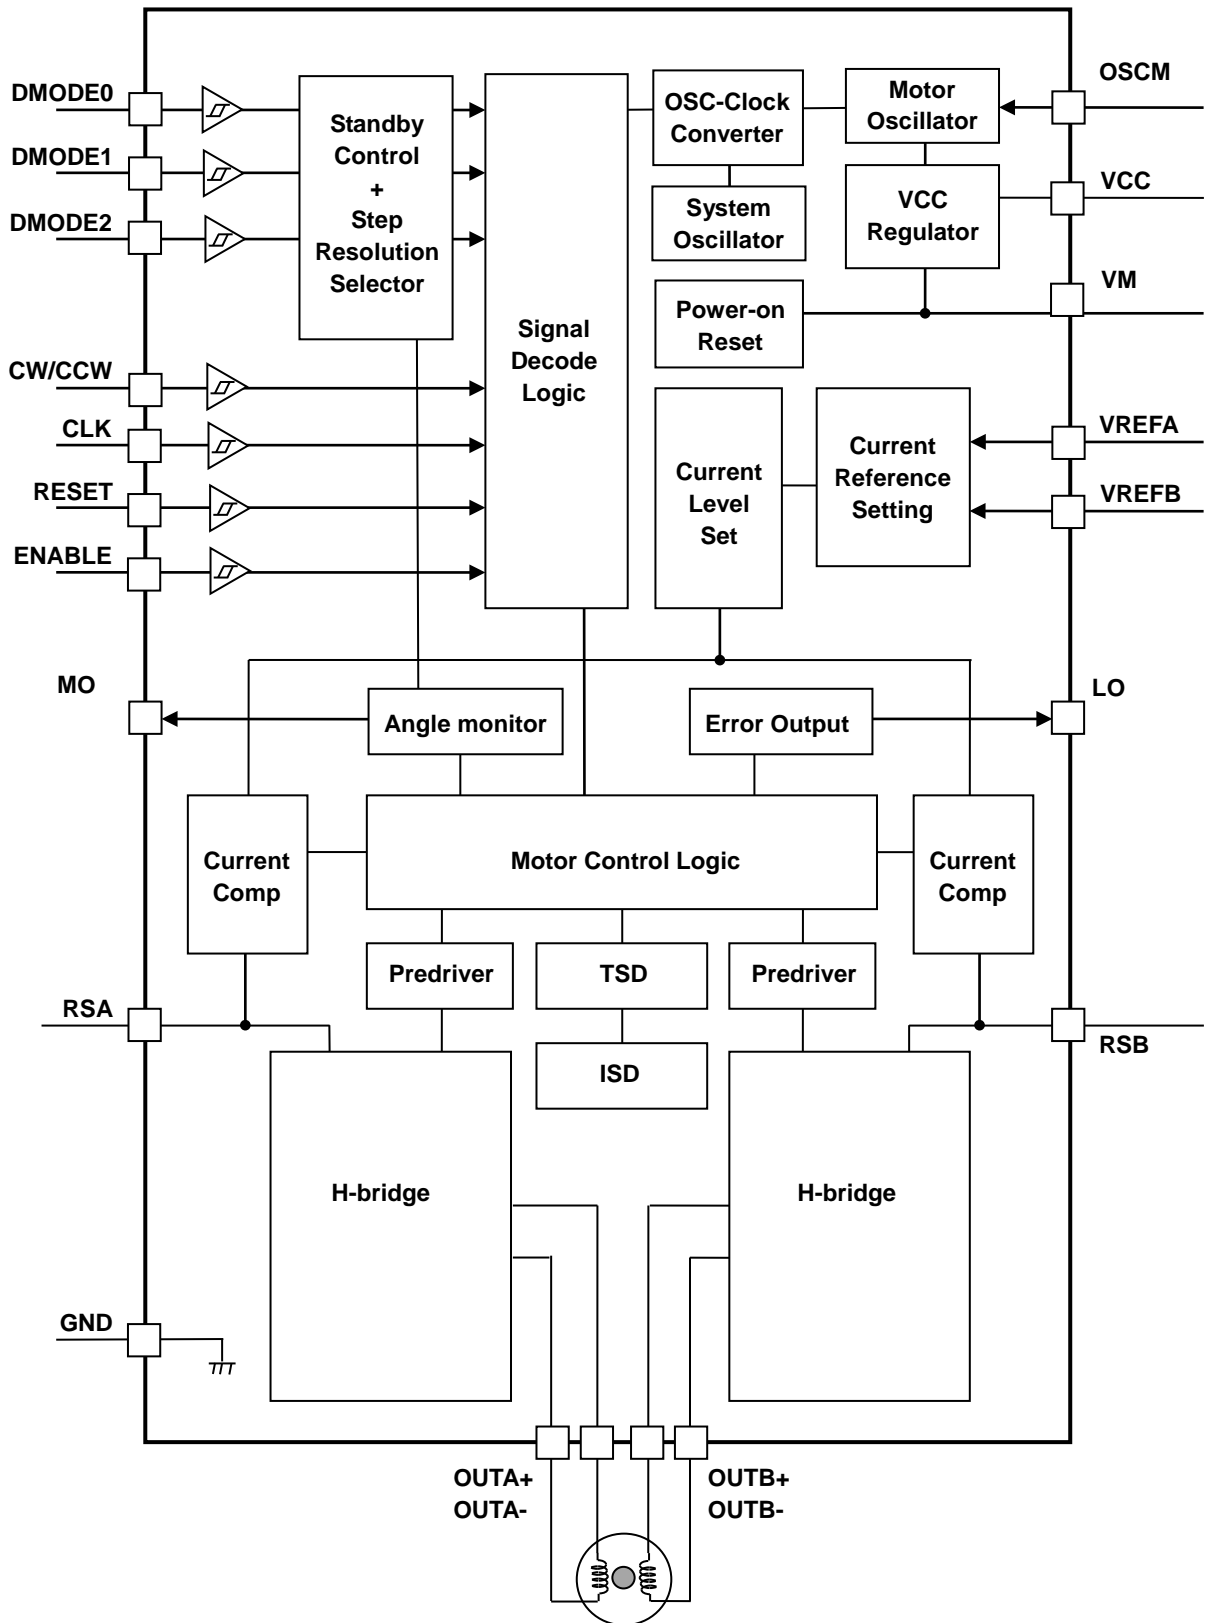 DMODE0
DMODE1
DMODE2
CW/CCW
CLK
RESET
ENABLE
MO
RSA
GND
Standby
Control
+
Step
Resolution
Selector
Signal
Decode
Logic
OSC-Clock
Converter
System
Oscillator
Motor
Oscillator
VCC
Regulator
Power-on
Reset
Current
Level
Set
Current
Reference
Setting
OSCM
VCC
VM
VREFA
VREFB
LO
Angle monitor
Error Output
Current
Comp
Motor Control Logic
Current
Comp
Predriver
TSD
Predriver
ISD
RSB
H-bridge
H-bridge
OUTA+
OUTA-
OUTB+
OUTB-